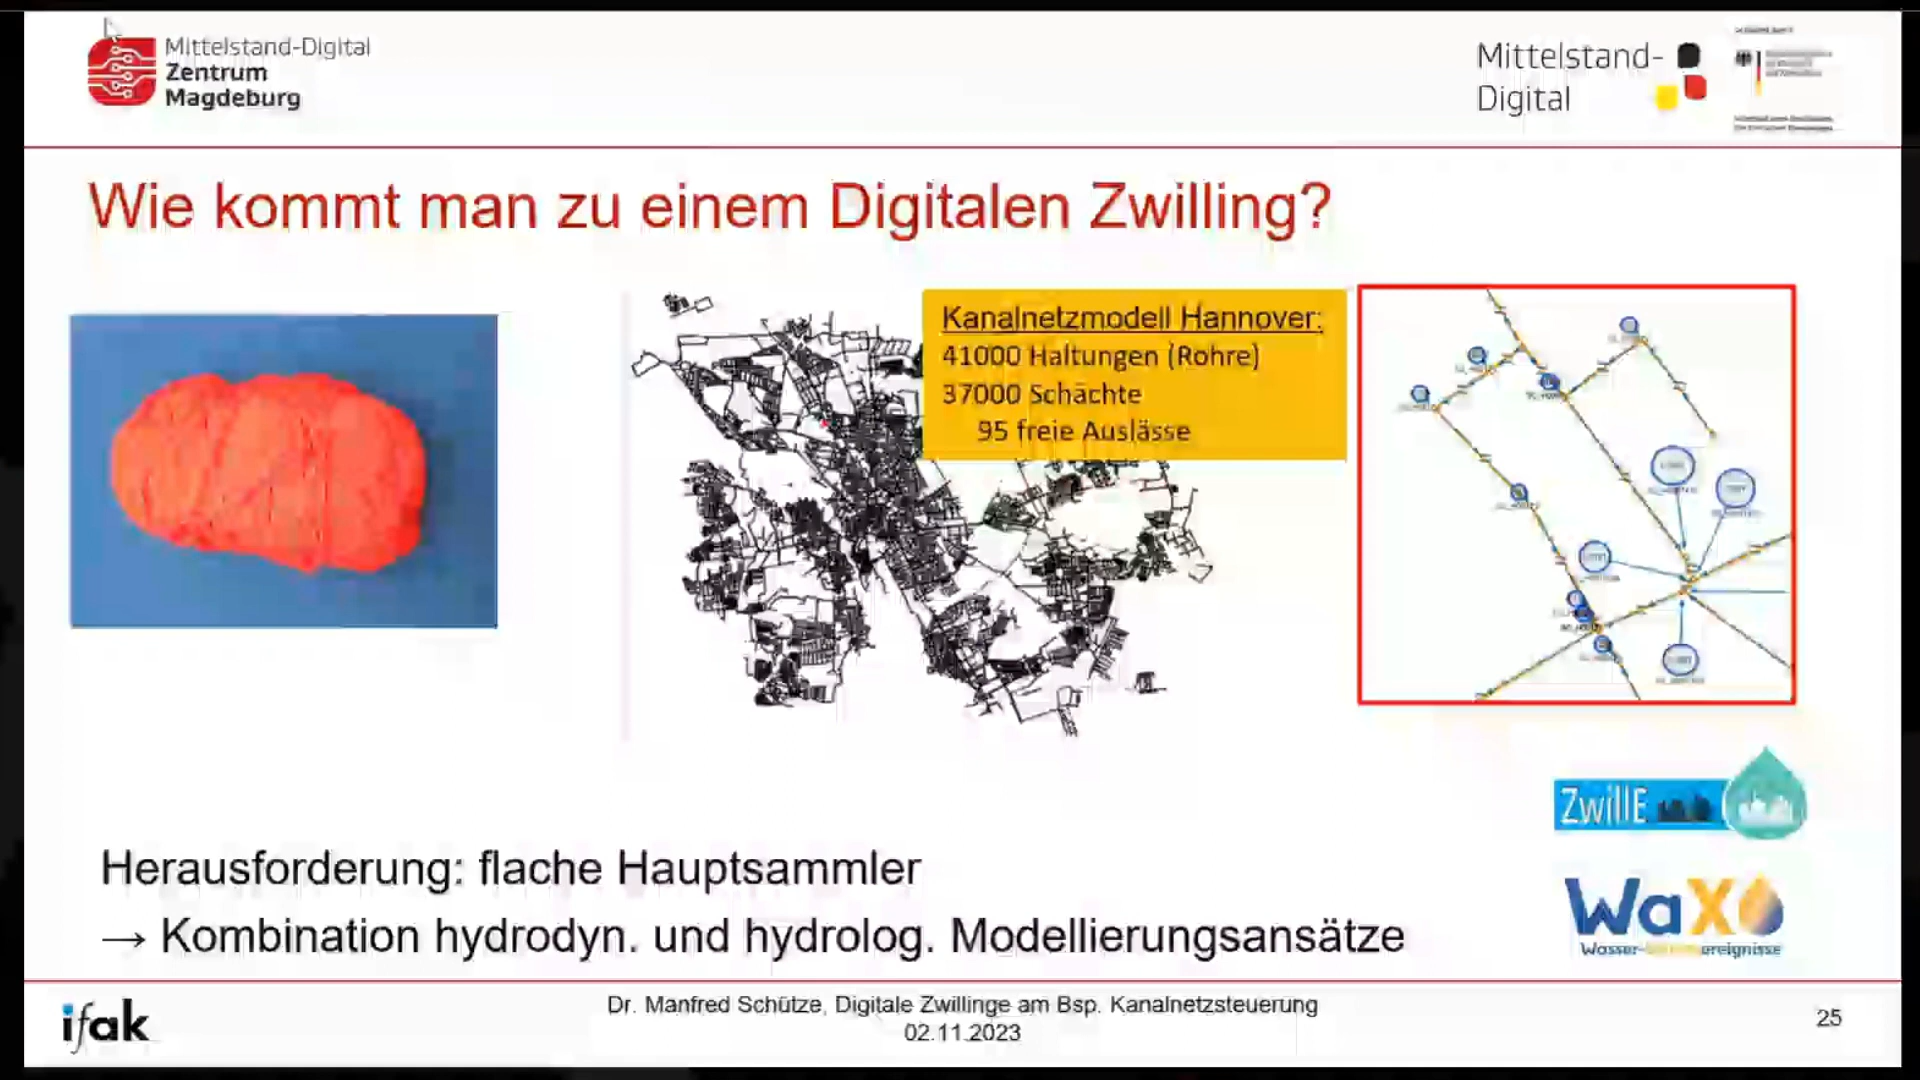 Mittelstand-Digital
Zentrum
Magdeburg
Mittelstand-
Digital
Wie kommt man zu einem Digitalen Zwilling?
Kanalnetzmodell Hannover:
41000 Haltungen (Rohre)
37000 Schächte
95 freie Auslässe
ZwillE
Herausforderung: flache Hauptsammler
→ Kombination hydrodyn. und hydrolog. Modellierungsansätze
WaX
Wasser- ereignisse
ifak
Dr. Manfred Schütze, Digitale Zwillinge am Bsp. Kanalnetzsteuerung
02.11.2023
25